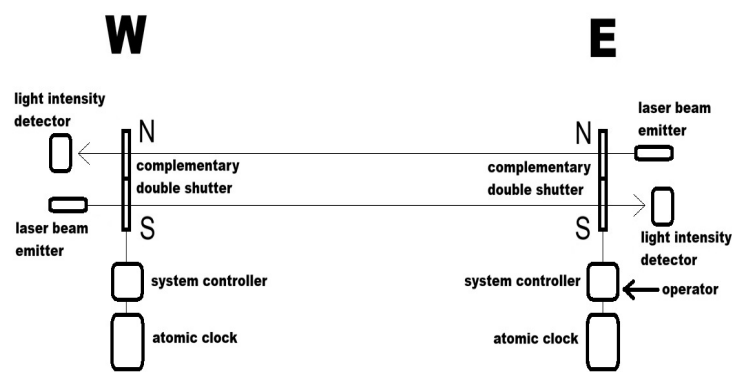 W
E
light intensity
detector
N
complementary
double shutter
S
laser beam
emitter
system controller
atomic clock
laser beam
emitter
N
complementary
double shutter
S
light intensity
detector
system controller
operator
atomic clock